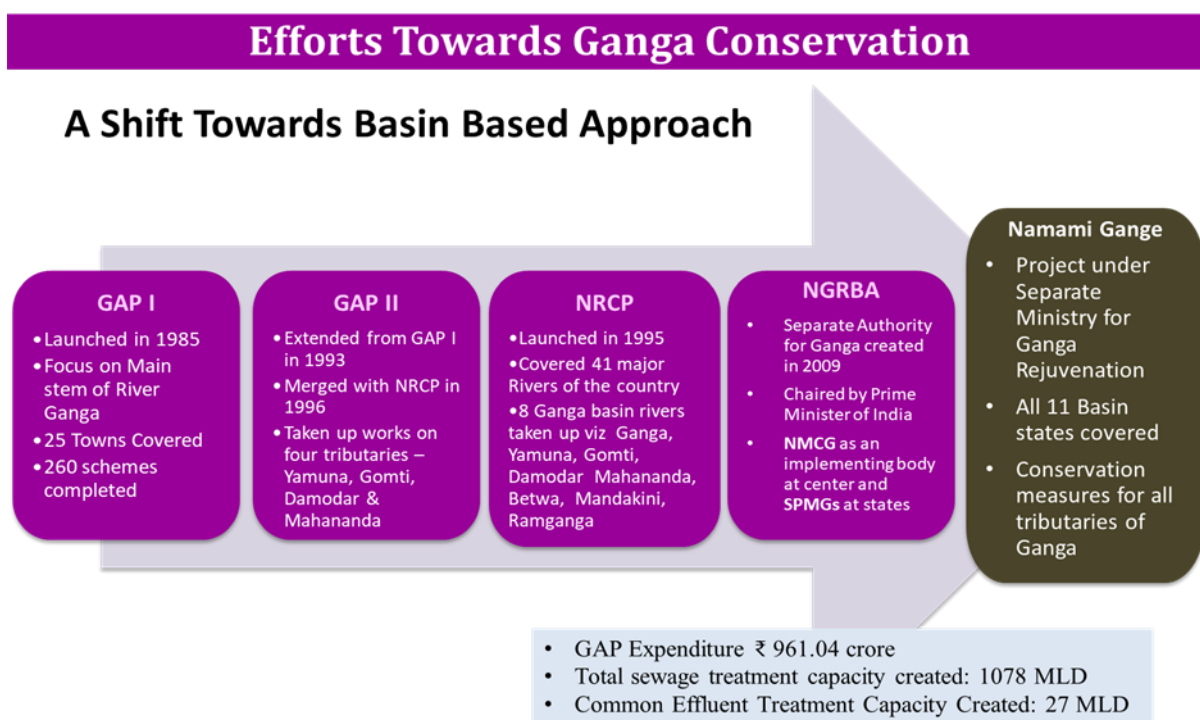 Efforts Towards Ganga Conservation
A Shift Towards Basin Based Approach
GAP I
•Launched in 1985
•Focus on Main
stem of River
Ganga
•25 Towns Covered
•260 schemes
completed
GAP II
•Extended from GAP I
in 1993
•Merged with NRCP in
1996
•Taken up works on
four tributaries –
Yamuna, Gomti,
Damodar &
Mahananda
NRCP
•Launched in 1995
•Covered 41 major
Rivers of the country
•8 Ganga basin rivers
taken up viz Ganga,
Yamuna, Gomti,
Damodar Mahananda,
Betwa, Mandakini,
Ramganga
NGRBA
• Separate Authority
for Ganga created
in 2009
• Chaired by Prime
Minister of India
• NMCG as an
implementing body
at center and
SPMGs at states
Namami Gange
• Project under
Separate
Ministry for
Ganga
Rejuvenation
• All 11 Basin
states covered
• Conservation
measures for all
tributaries of
Ganga
• GAP Expenditure ₹ 961.04 crore
• Total sewage treatment capacity created: 1078 MLD
• Common Effluent Treatment Capacity Created: 27 MLD